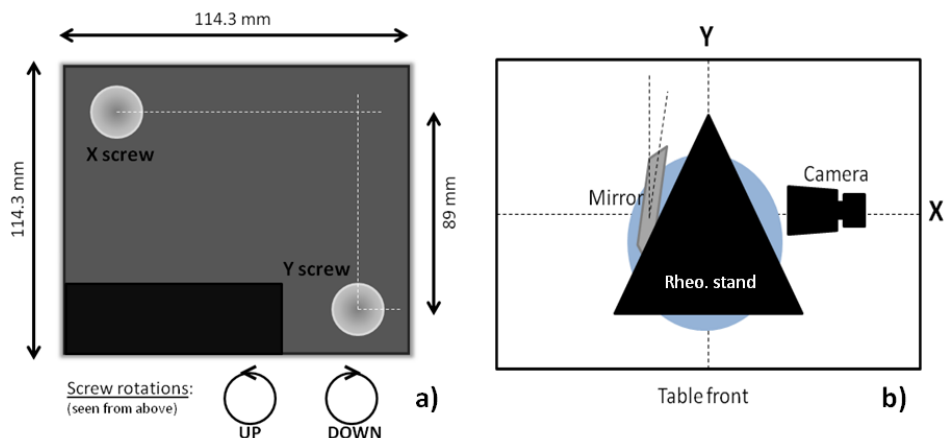 114.3 mm
114.3 mm
X screw
89 mm
Y screw
Screw rotations:
(seen from above)
UP
DOWN
a)
Y
Camera
Mirror
X
Rheo. stand
Table front
b)